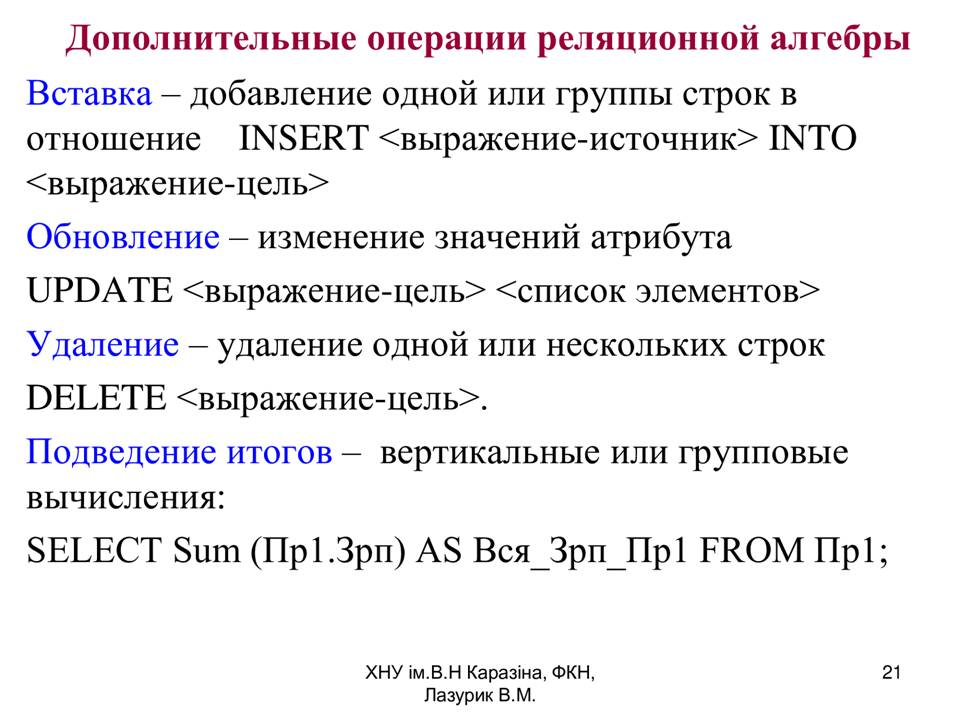 Дополнительные операции реляционной алгебры
Вставка – добавление одной или группы строк в
отношение INSERT <выражение-источник> INTO
<выражение-цель>
Обновление – изменение значений атрибута
UPDATE <выражение-цель> <список элементов>
Удаление – удаление одной или нескольких строк
DELETE <выражение-цель>.
Подведение итогов – вертикальные или групповые
вычисления:
SELECT Sum (Пр1.Зрп) AS Вся_Зрп_Пр1 FROM Пр1;
ХНУ ім.В.Н Каразіна, ФКН,
Лазурик В.М.
21